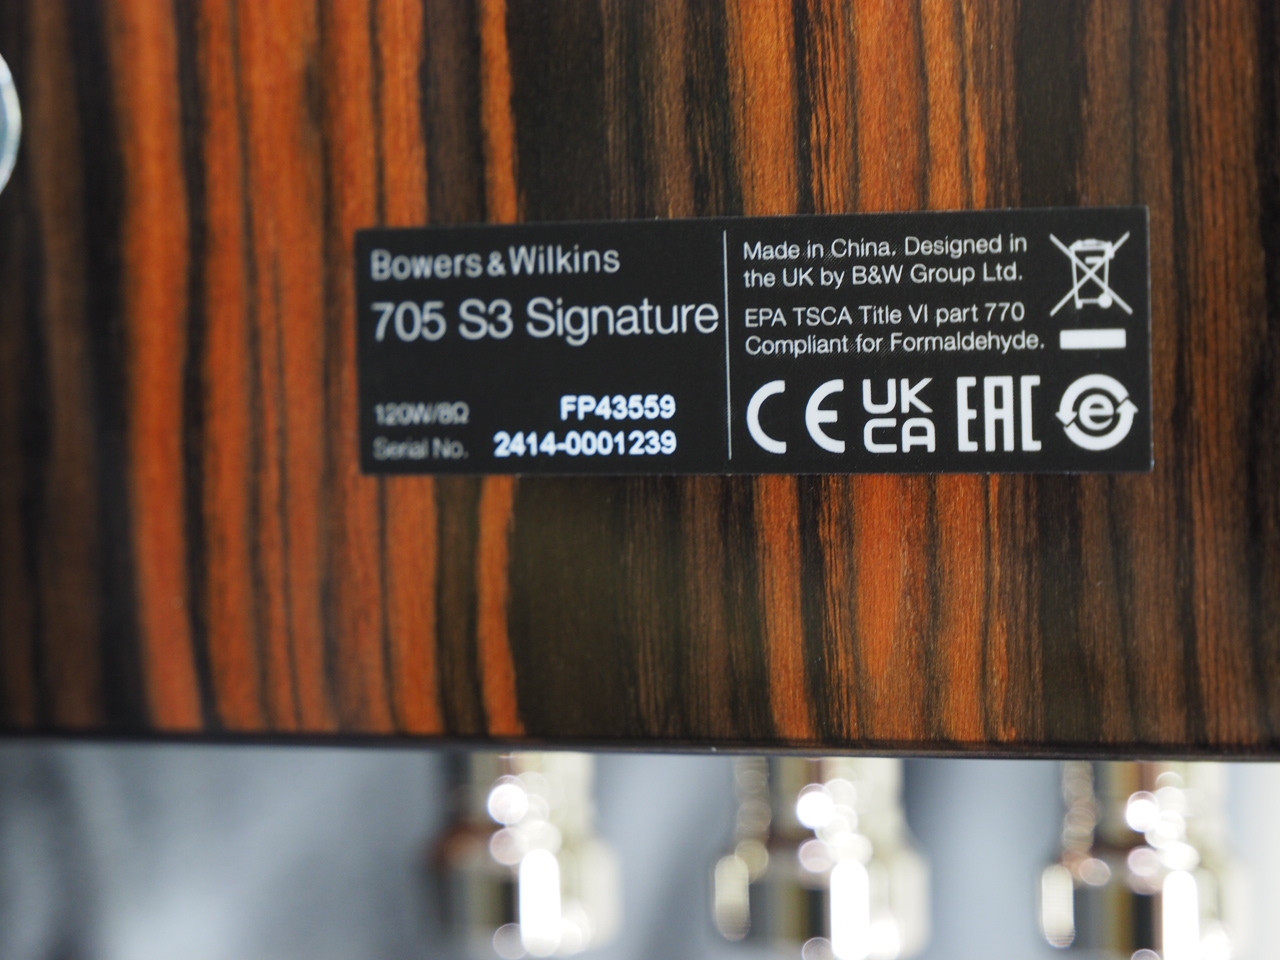 Bowers & Wilkins
705 S3 Signature
120W/8Ω
FP43559
Serial No. 2414-0001239
Made in China. Designed in
the UK by B&W Group Ltd.
EPA TSCA Title VI part 770
Compliant for Formaldehyde.
CE UK CA EAC e